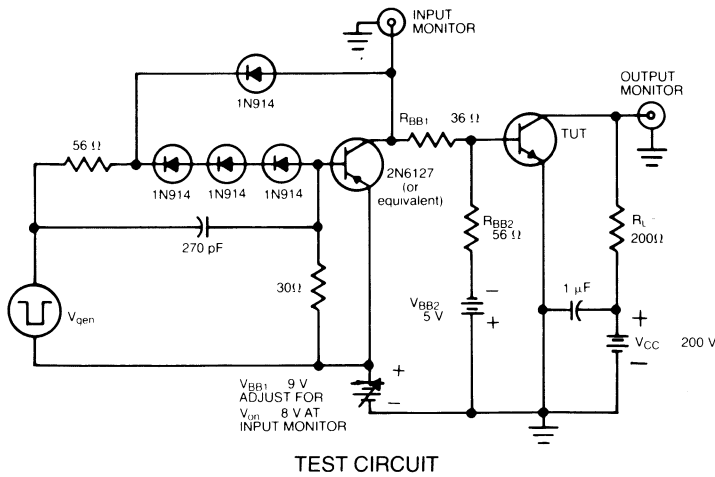 INPUT
MONITOR
1N914
OUTPUT
MONITOR
RBB1
36 Ω
TUT
56 Ω
1N914
1N914
1N914
2N6127
(or
equivalent)
270 pF
RBB2
56 Ω
RL
200Ω
30Ω
Vgen
VBB2
5 V
−
+
1 µF
+
VCC 200 V
−
+
−
VBB1 9 V
ADJUST FOR
Von 8 V AT
INPUT MONITOR
TEST CIRCUIT